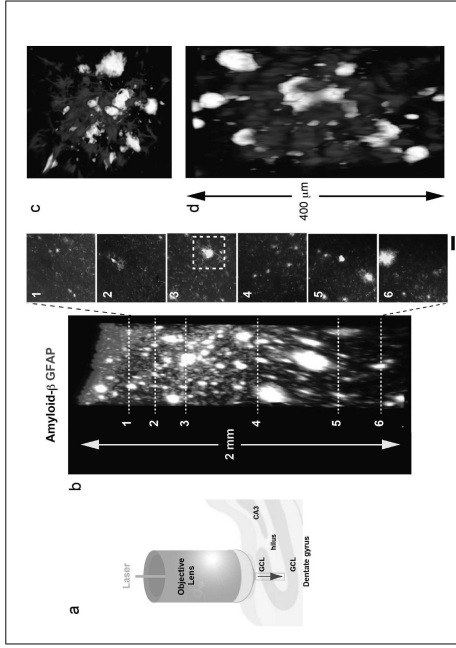 a
Laser
Objective
Lens
CA3
GCL
hilus
GCL
Dentate gyrus
b
Amyloid-β GFAP
2 mm
1
2
3
4
5
6
1
2
3
4
5
6
c
d
400 μm